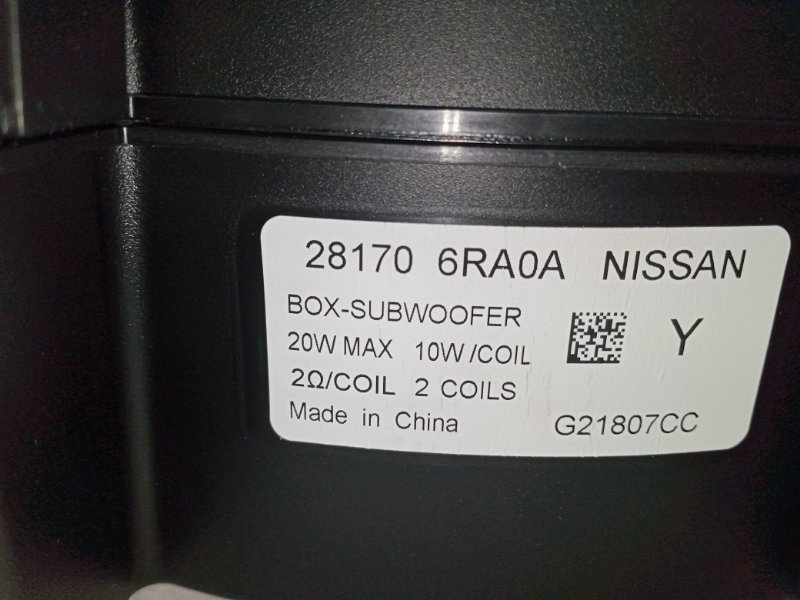 28170 6RA0A NISSAN
BOX-SUBWOOFER
20W MAX 10W/COIL
Y
2Ω/COIL 2 COILS
Made in China
G21807CC